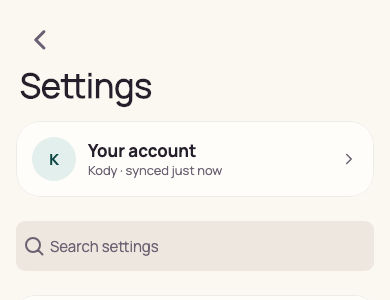 Settings
K
Your account
Kody · synced just now
Search settings